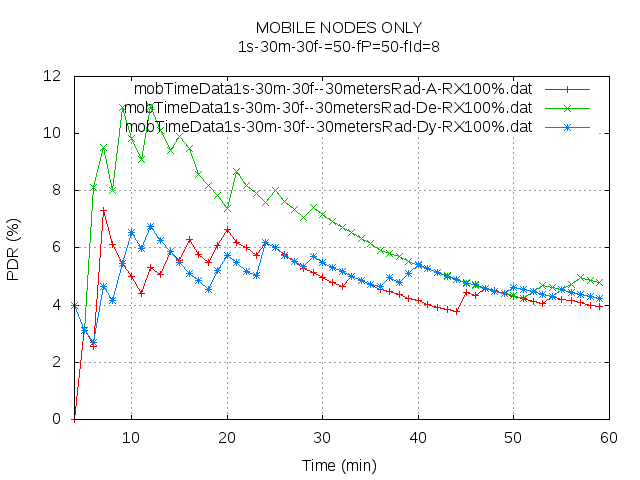 MOBILE NODES ONLY
1s-30m-30f-=50-fP=50-fId=8
mobTimeData1s-30m-30f--30metersRad-A-RX100%.dat
mobTimeData1s-30m-30f--30metersRad-De-RX100%.dat
mobTimeData1s-30m-30f--30metersRad-Dy-RX100%.dat
PDR (%)
12
10
8
6
4
2
0
10 20 30 40 50 60
Time (min)